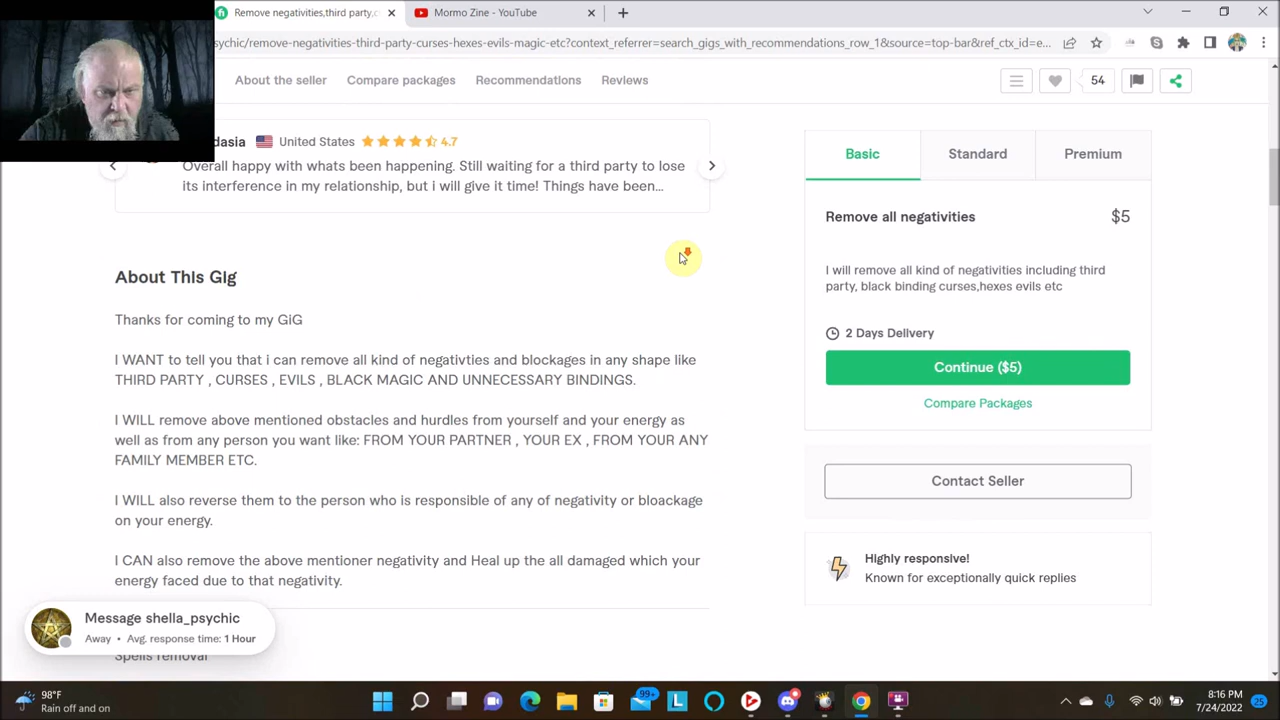 Remove negativities,third party,c
Mormo Zine - YouTube
sychic/remove-negativities-third-party-curses-hexes-evils-magic-etc?context_referrer=search_gigs_with_recommendations_row_1&source=top-bar&ref_ctx_id=e...
About the seller
Compare packages
Recommendations
Reviews
54
dasia
United States
4.7
Overall happy with whats been happening. Still waiting for a third party to lose
its interference in my relationship, but i will give it time! Things have been...
About This Gig
Thanks for coming to my GiG
I WANT to tell you that i can remove all kind of negativties and blockages in any shape like
THIRD PARTY , CURSES , EVILS , BLACK MAGIC AND UNNECESSARY BINDINGS.
I WILL remove above mentioned obstacles and hurdles from yourself and your energy as
well as from any person you want like: FROM YOUR PARTNER , YOUR EX , FROM YOUR ANY
FAMILY MEMBER ETC.
I WILL also reverse them to the person who is responsible of any of negativity or bloackage
on your energy.
I CAN also remove the above mentioner negativity and Heal up the all damaged which your
energy faced due to that negativity.
Spells removal
Message shella_psychic
Away • Avg. response time: 1 Hour
Basic
Standard
Premium
Remove all negativities
$5
I will remove all kind of negativities including third
party, black binding curses,hexes evils etc
2 Days Delivery
Continue ($5)
Compare Packages
Contact Seller
Highly responsive!
Known for exceptionally quick replies
98°F
Rain off and on
99+
L
8:16 PM
7/24/2022
25